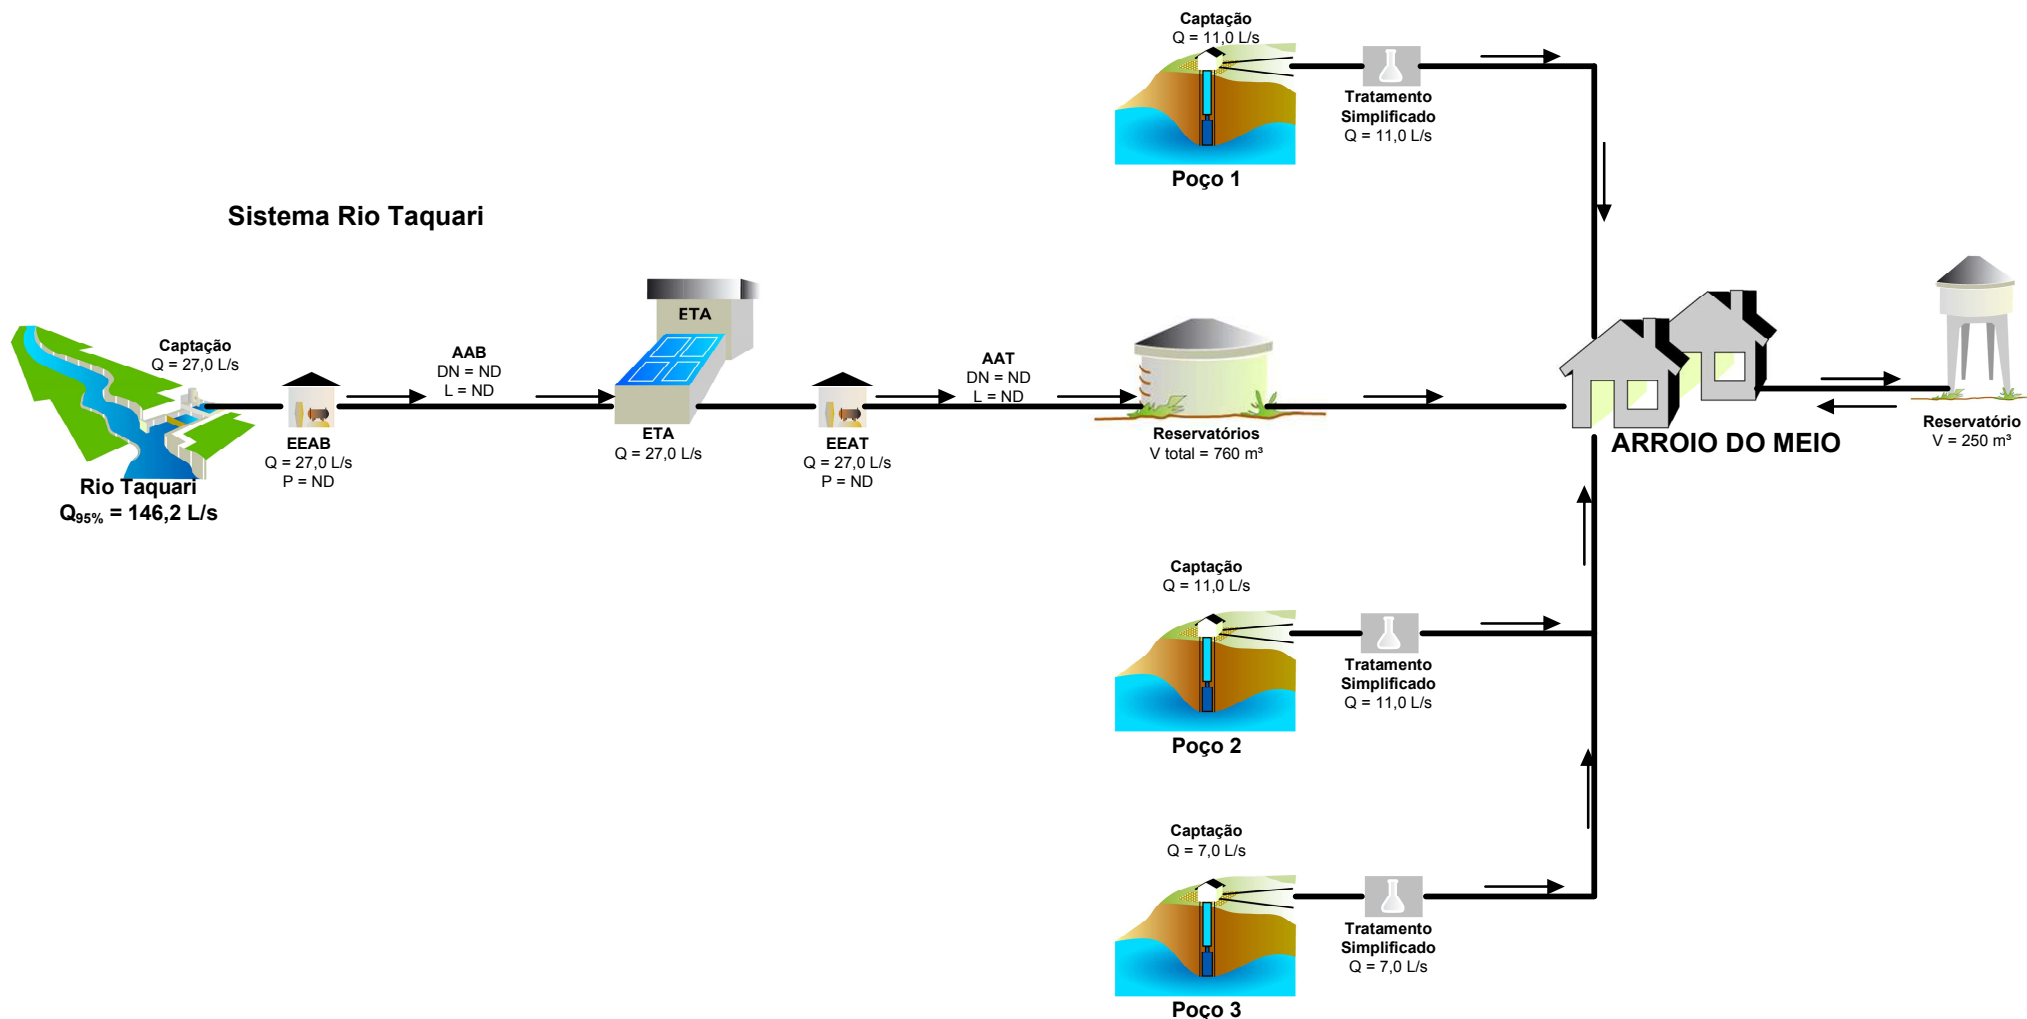 Captação
Q = 11,0 L/s
Tratamento
Simplificado
Q = 11,0 L/s
Poço 1
Sistema Rio Taquari
Captação
Q = 27,0 L/s
EEAB
Q = 27,0 L/s
P = ND
Rio Taquari
Q95% = 146,2 L/s
AAB
DN = ND
L = ND
ETA
ETA
Q = 27,0 L/s
EEAT
Q = 27,0 L/s
P = ND
AAT
DN = ND
L = ND
Reservatórios
V total = 760 m³
ARROIO DO MEIO
Reservatório
V = 250 m³
Captação
Q = 11,0 L/s
Tratamento
Simplificado
Q = 11,0 L/s
Poço 2
Captação
Q = 7,0 L/s
Tratamento
Simplificado
Q = 7,0 L/s
Poço 3